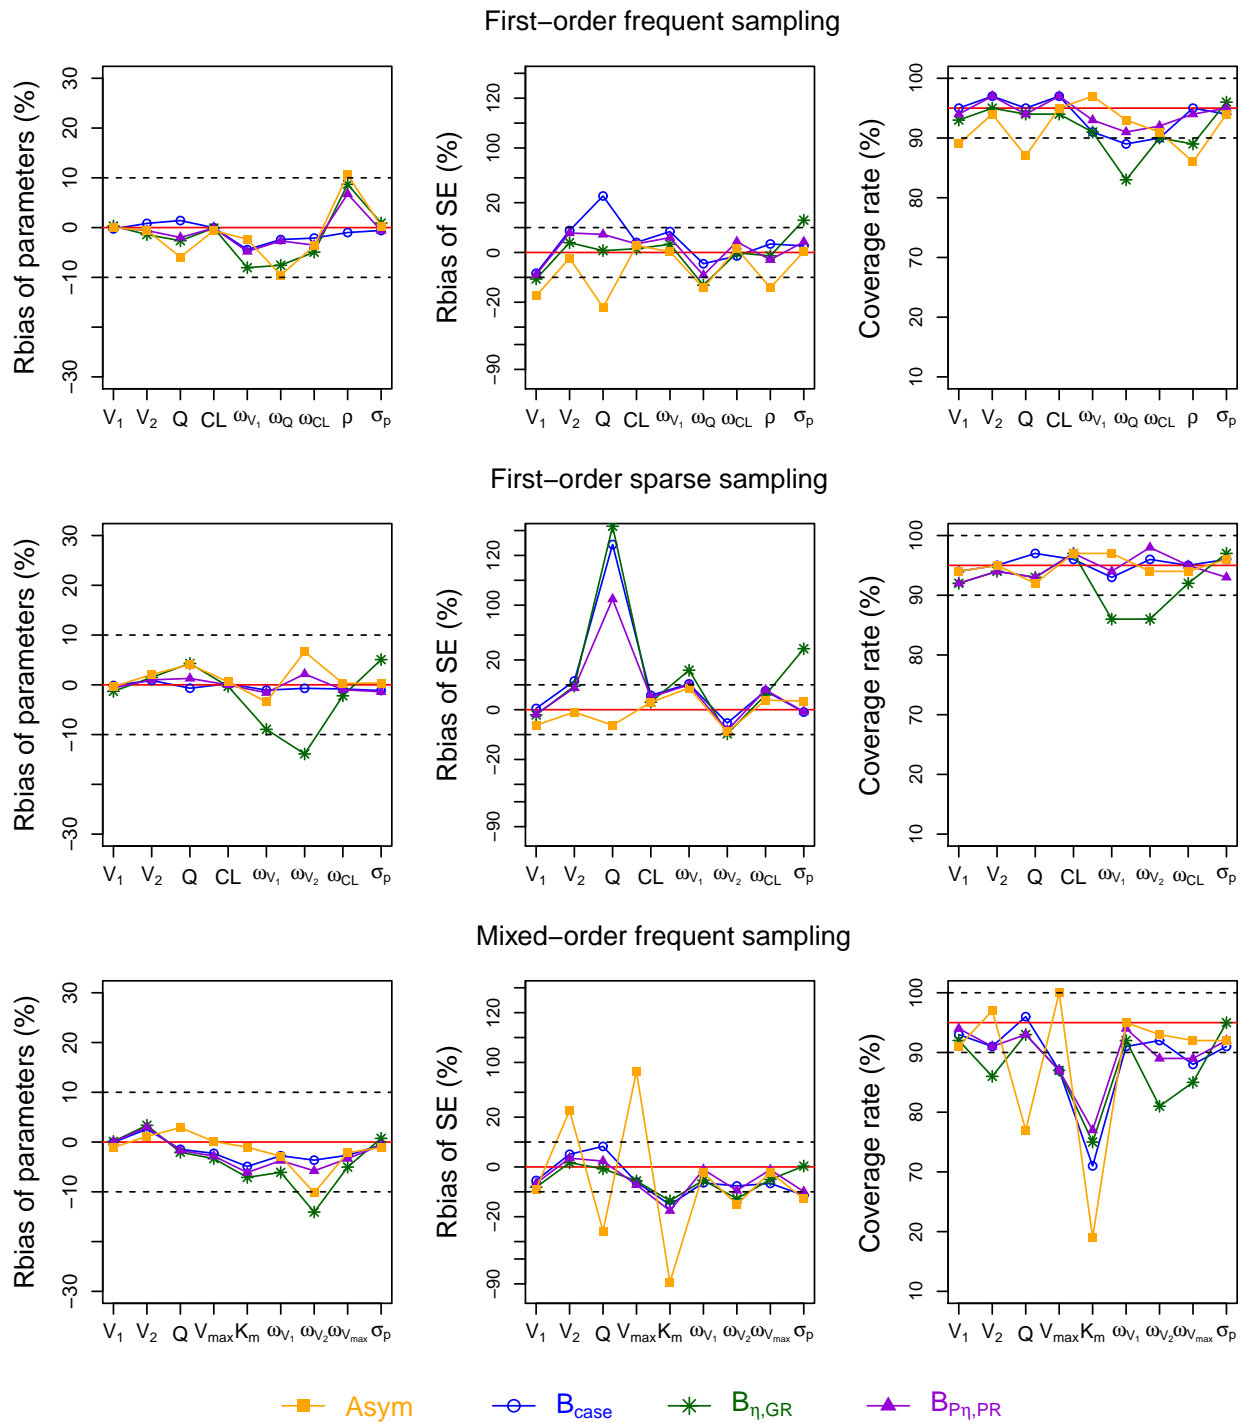 First−order frequent sampling
Rbias of parameters (%)
30
20
10
0
−10
−30
V1 V2 Q CL ωV1 ωQ ωCL ρ σp
Rbias of SE (%)
120
100
20
0
−20
−90
V1 V2 Q CL ωV1 ωQ ωCL ρ σp
Coverage rate (%)
100
90
80
70
20
10
V1 V2 Q CL ωV1 ωQ ωCL ρ σp
First−order sparse sampling
Rbias of parameters (%)
30
20
10
0
−10
−30
V1 V2 Q CL ωV1 ωV2 ωCL σp
Rbias of SE (%)
120
100
20
0
−20
−90
V1 V2 Q CL ωV1 ωV2 ωCL σp
Coverage rate (%)
100
90
80
70
20
10
V1 V2 Q CL ωV1 ωV2 ωCL σp
Mixed−order frequent sampling
Rbias of parameters (%)
30
20
10
0
−10
−30
V1 V2 Q Vmax Km ωV1 ωV2 ωVmax σp
Rbias of SE (%)
120
100
20
0
−20
−90
V1 V2 Q Vmax Km ωV1 ωV2 ωVmax σp
Coverage rate (%)
100
90
80
70
20
10
V1 V2 Q Vmax Km ωV1 ωV2 ωVmax σp
Asym Bcase Bη,GR BPη,PR